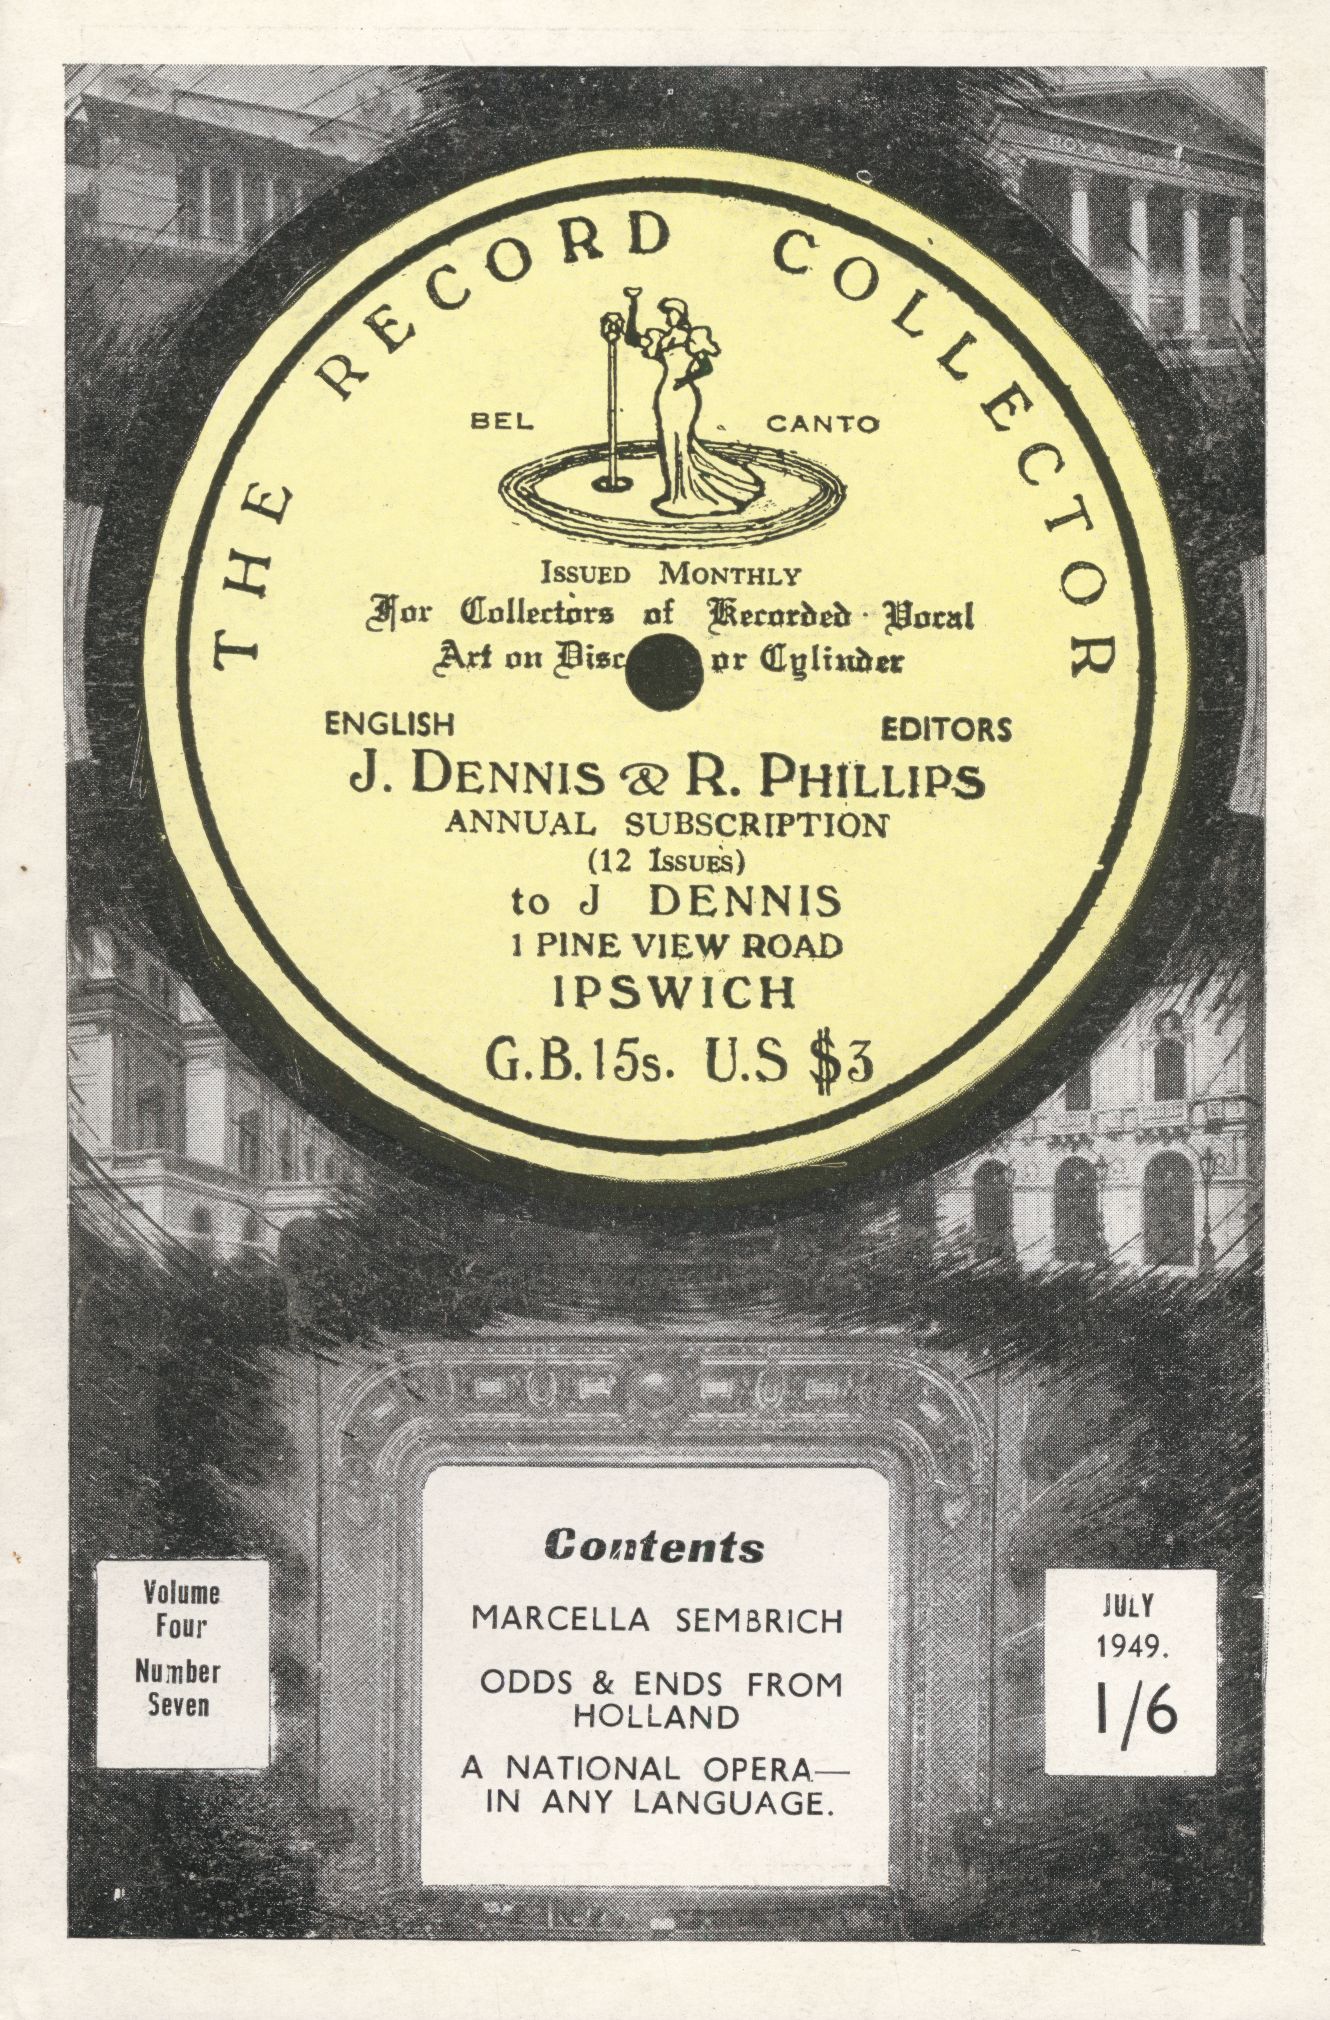 THE RECORD COLLECTOR
BEL CANTO
ISSUED MONTHLY
For Collectors of Recorded Vocal
Art on Disc or Cylinder
ENGLISH EDITORS
J. DENNIS & R. PHILLIPS
ANNUAL SUBSCRIPTION
(12 ISSUES)
to J DENNIS
1 PINE VIEW ROAD
IPSWICH
G.B. 15s. U.S $3
Contents
MARCELLA SEMBRICH
ODDS & ENDS FROM
HOLLAND
A NATIONAL OPERA—
IN ANY LANGUAGE.
Volume
Four
Number
Seven
JULY
1949.
1/6